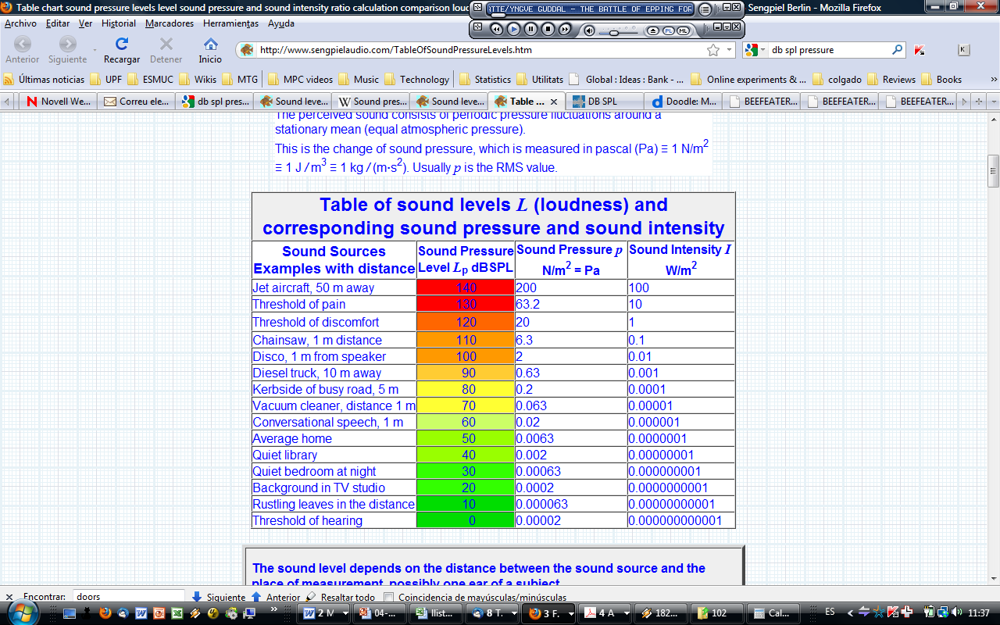 Table chart sound pressure levels level sound pressure and sound intensity ratio calculation comparison
Sengpiel Berlin - Mozilla Firefox
ATTE/YNGVE GUDDAL - THE BATTLE OF EPPING FOR
Archivo Editar Ver Historial Marcadores Herramientas Ayuda
PL ML
Anterior Siguiente Recargar Detener Inicio
http://www.sengpielaudio.com/TableOfSoundPressureLevels.htm
db spl pressure
K
Últimas noticias UPF ESMUC Wikis MTG MPC videos Music Technology Statistics Utilitats Global : Ideas : Bank - ... Online experiments & ... colgado Reviews Books »
Novell We... Correu ele... db spl pres... Sound leve... Sound pres... Sound leve... Table ... DB SPL Doodle: M... BEEFEATER... BEEFEATER... BEEFEATER...
The perceived sound consists of periodic pressure fluctuations around a
stationary mean (equal atmospheric pressure).
This is the change of sound pressure, which is measured in pascal (Pa) ≡ 1 N/m²
≡ 1 J / m³ ≡ 1 kg / (m·s²). Usually p is the RMS value.
Table of sound levels L (loudness) and
corresponding sound pressure and sound intensity
Sound Sources Sound Pressure Sound Pressure p Sound Intensity I
Examples with distance Level Lp dBSPL N/m² = Pa W/m²
Jet aircraft, 50 m away 140 200 100
Threshold of pain 130 63.2 10
Threshold of discomfort 120 20 1
Chainsaw, 1 m distance 110 6.3 0.1
Disco, 1 m from speaker 100 2 0.01
Diesel truck, 10 m away 90 0.63 0.001
Kerbside of busy road, 5 m 80 0.2 0.0001
Vacuum cleaner, distance 1 m 70 0.063 0.00001
Conversational speech, 1 m 60 0.02 0.000001
Average home 50 0.0063 0.0000001
Quiet library 40 0.002 0.00000001
Quiet bedroom at night 30 0.00063 0.000000001
Background in TV studio 20 0.0002 0.0000000001
Rustling leaves in the distance 10 0.000063 0.00000000001
Threshold of hearing 0 0.00002 0.000000000001
The sound level depends on the distance between the sound source and the
place of measurement, possibly one ear of a subject
Encontrar: doors Siguiente Anterior Resaltar todo Coincidencia de mayúsculas/minúsculas
» 2 M 04-... llist... 8 T. 3 F. 4 A 182... 102 Cal... ES 11:37